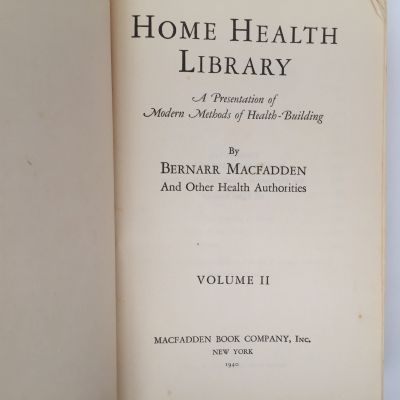 HOME HEALTH
LIBRARY
A Presentation of
Modern Methods of Health-Building
By
BERNARR MACFADDEN
And Other Health Authorities
VOLUME II
MACFADDEN BOOK COMPANY, INC.
NEW YORK
1940